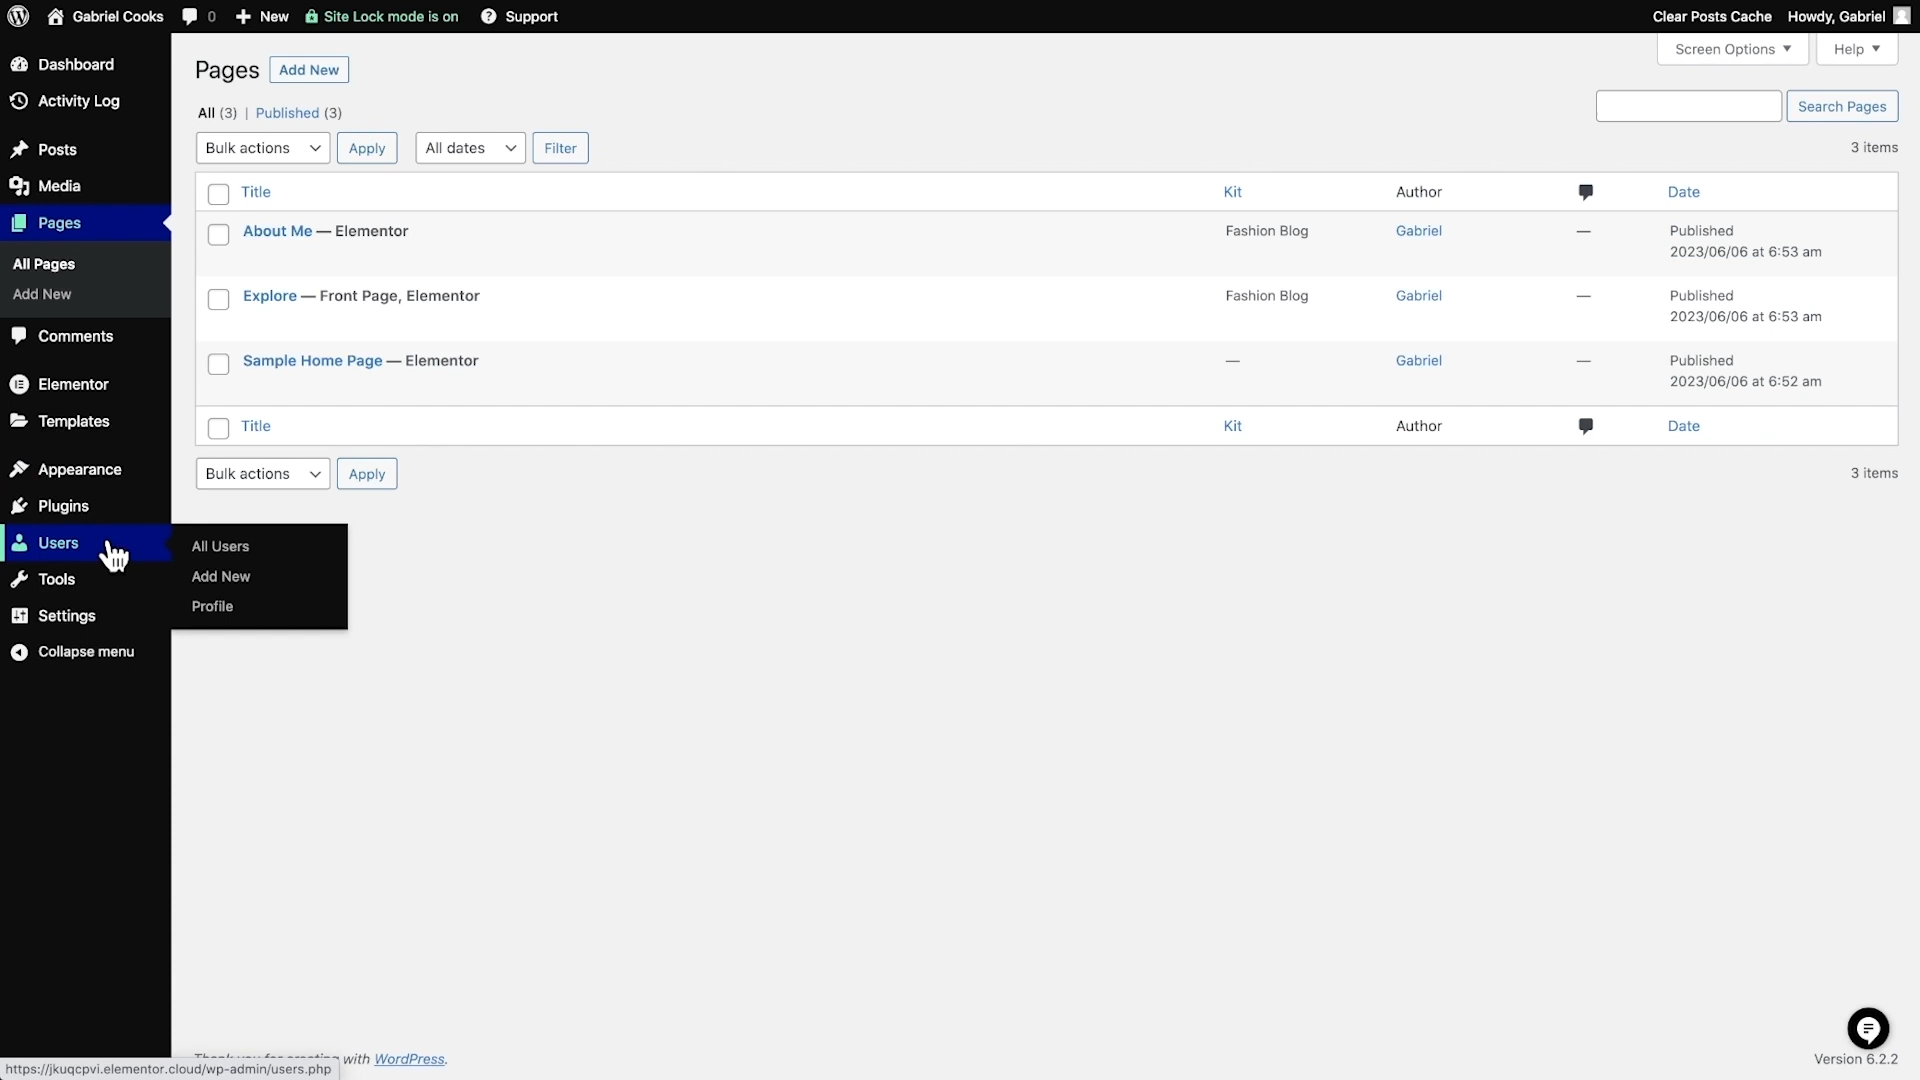 Gabriel Cooks 0 New Site Lock mode is on Support Clear Posts Cache Howdy, Gabriel
Dashboard
Activity Log
Posts
Media
Pages
All Pages
Add New
Comments
Elementor
Templates
Appearance
Plugins
Users
Tools
Settings
Collapse menu
All Users
Add New
Profile
Screen Options Help
Pages Add New
All (3) | Published (3)
Search Pages
Bulk actions Apply All dates Filter 3 items
Title Kit Author Date
About Me — Elementor Fashion Blog Gabriel — Published
2023/06/06 at 6:53 am
Explore — Front Page, Elementor Fashion Blog Gabriel — Published
2023/06/06 at 6:53 am
Sample Home Page — Elementor — Gabriel — Published
2023/06/06 at 6:52 am
Title Kit Author Date
Bulk actions Apply 3 items
Thank you for creating with WordPress. Version 6.2.2
https://jkuqcpvi.elementor.cloud/wp-admin/users.php